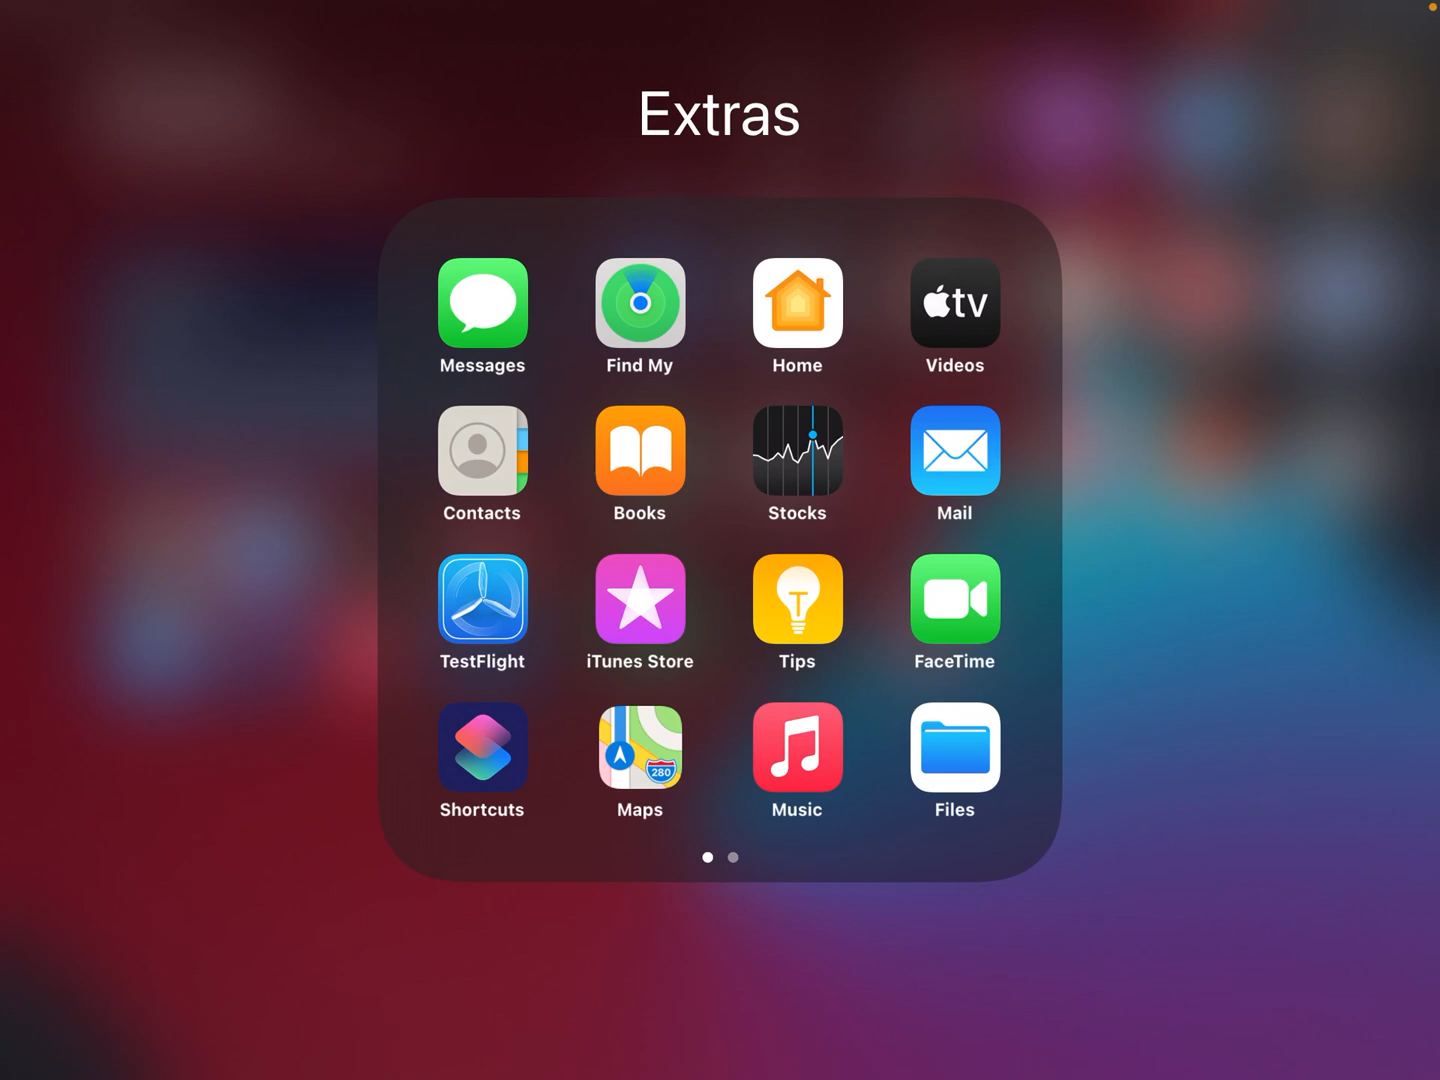 Extras
tv
Messages Find My Home Videos
Contacts Books Stocks Mail
T
TestFlight iTunes Store Tips FaceTime
280
Shortcuts Maps Music Files